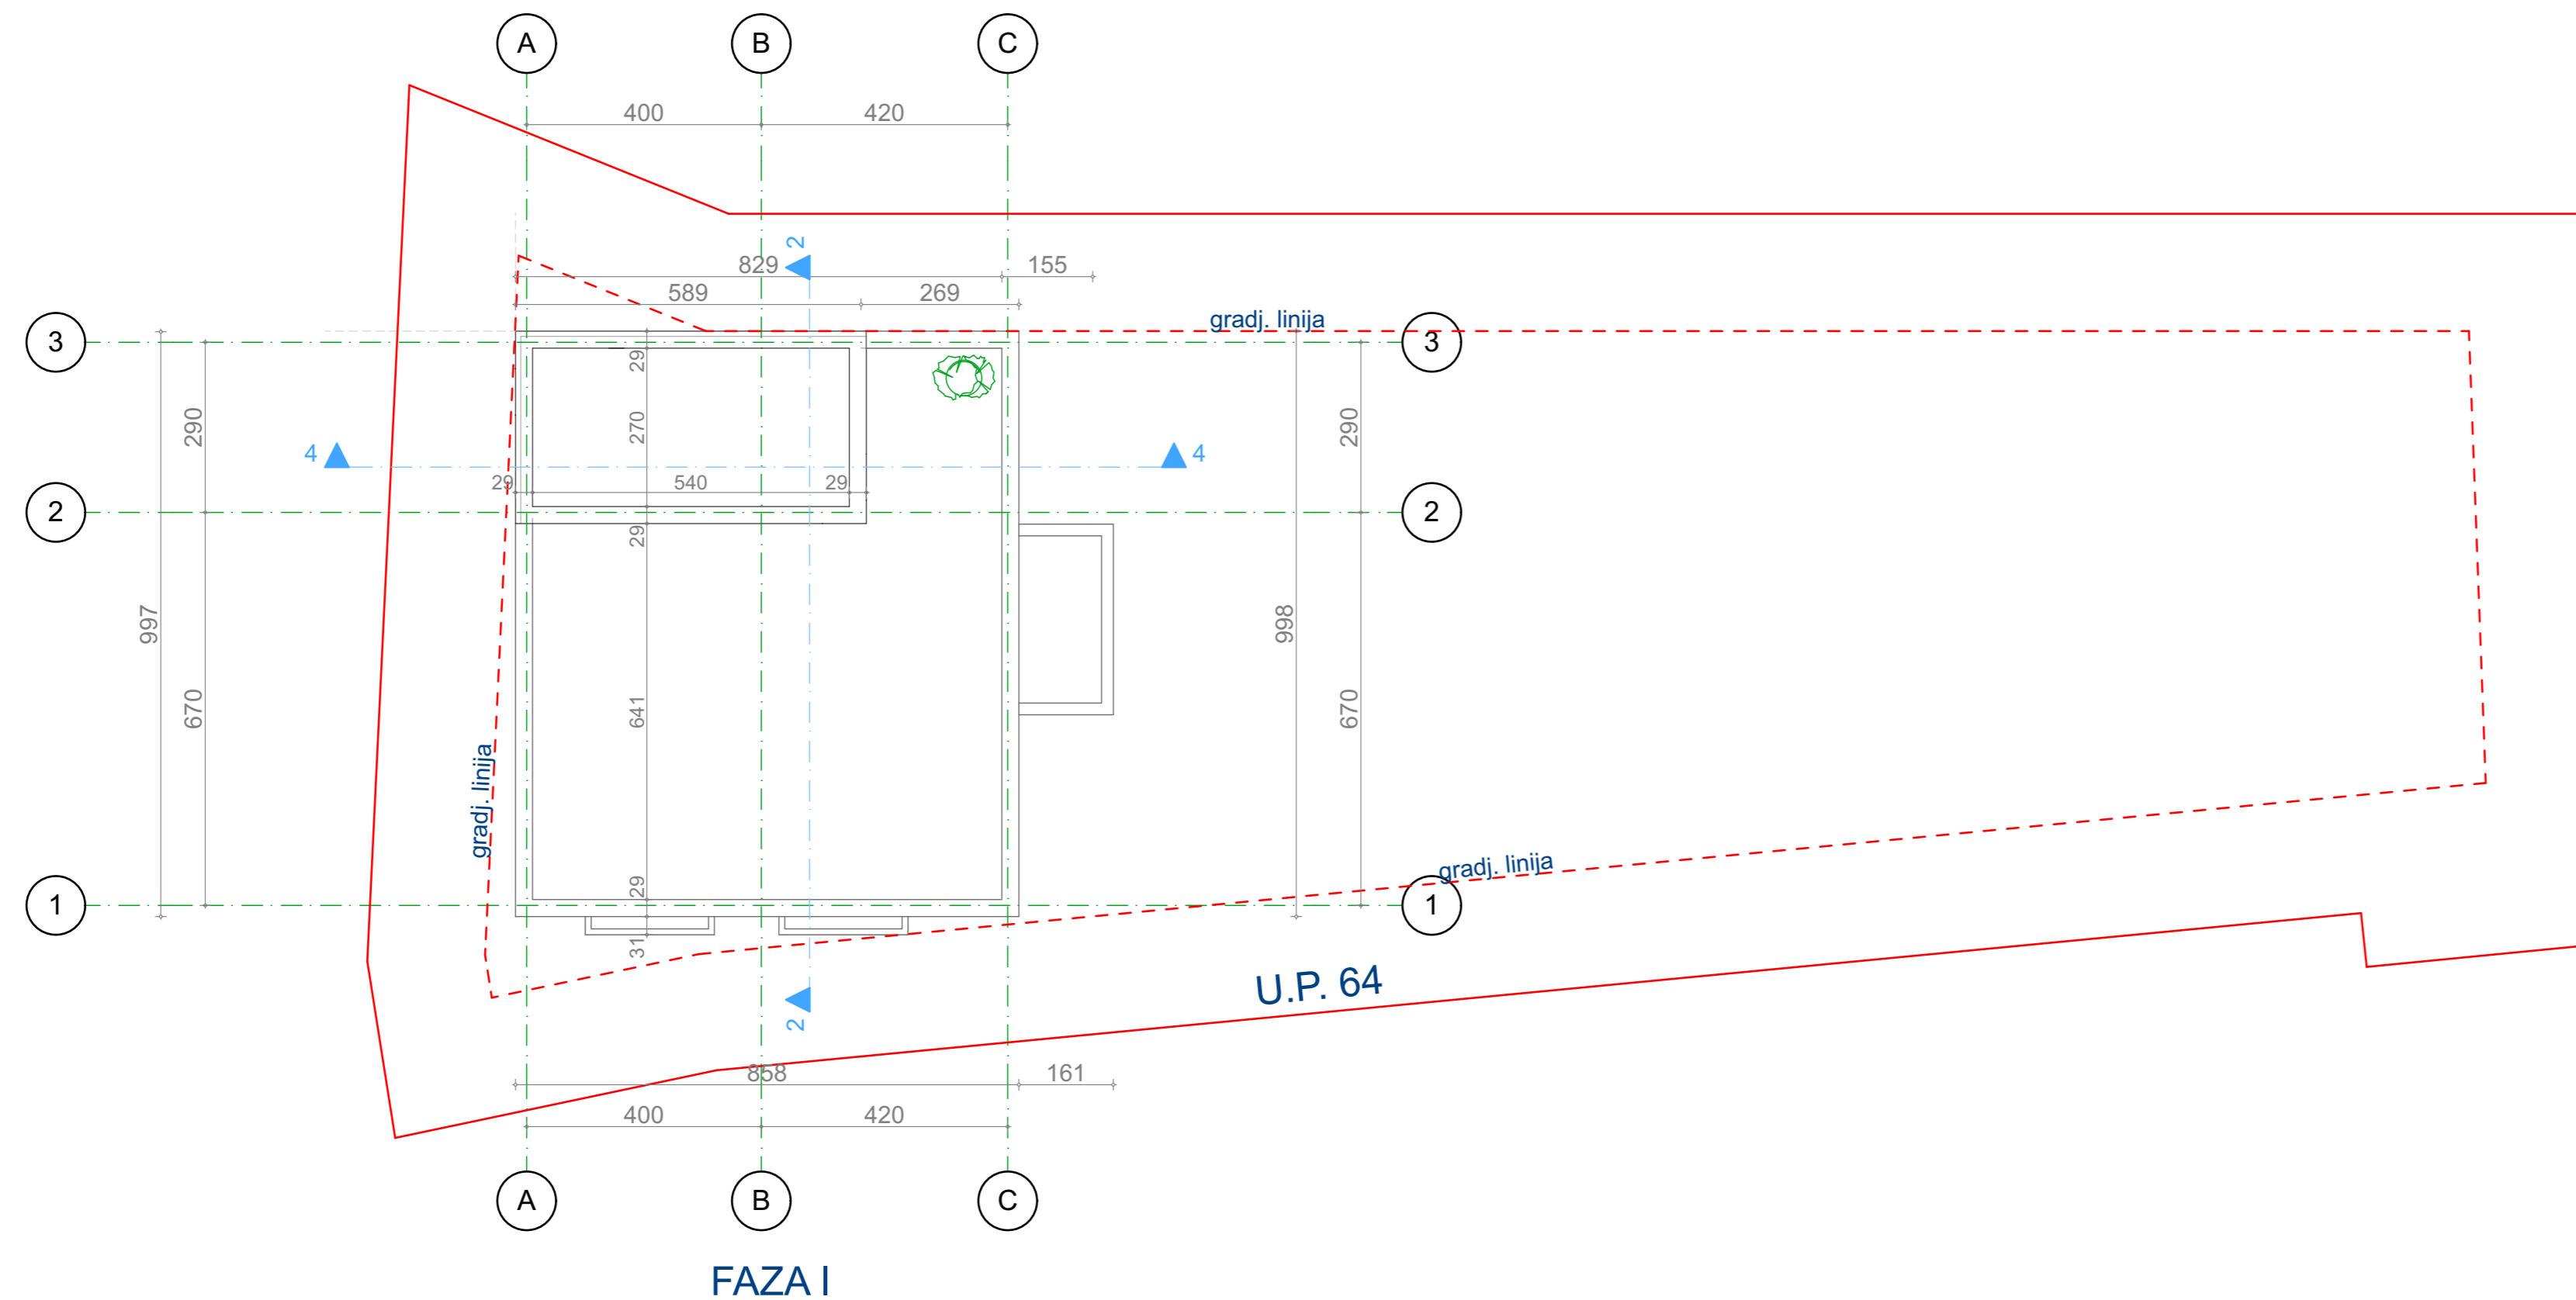 A B C
400 420
2
829 155
589 269
gradj. linija
3 3
29
290 270 290
4 4
29 540 29
2 2
29
997 998
670 641 670
gradj. linija
29
gradj. linija
1 1
31
U.P. 64
2
858 161
400 420
A B C
FAZA I